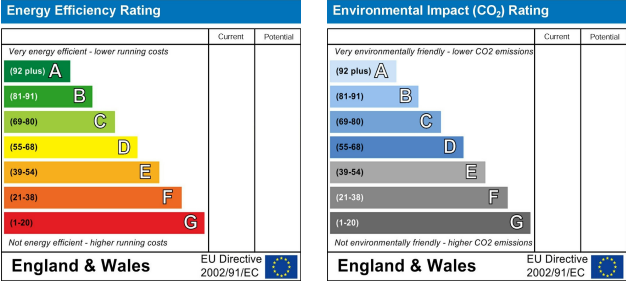 Energy Efficiency Rating
Current Potential
Very energy efficient - lower running costs
(92 plus) A
(81-91) B
(69-80) C
(55-68) D
(39-54) E
(21-38) F
(1-20) G
Not energy efficient - higher running costs
England & Wales
EU Directive
2002/91/EC
Environmental Impact (CO₂) Rating
Current Potential
Very environmentally friendly - lower CO2 emissions
(92 plus) A
(81-91) B
(69-80) C
(55-68) D
(39-54) E
(21-38) F
(1-20) G
Not environmentally friendly - higher CO2 emissions
England & Wales
EU Directive
2002/91/EC